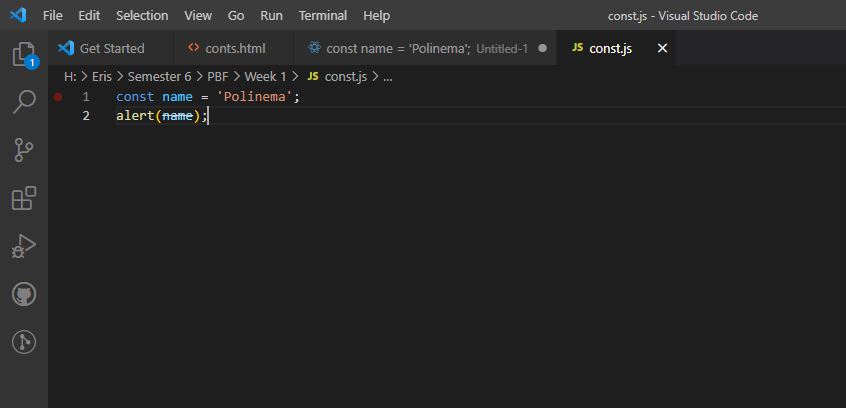 File Edit Selection View Go Run Terminal Help const.js - Visual Studio Code
Get Started conts.html const name = 'Polinema'; Untitled-1 JS const.js
H: > Eris > Semester 6 > PBF > Week 1 > JS const.js > ...
1 const name = 'Polinema';
2 alert(name);
1